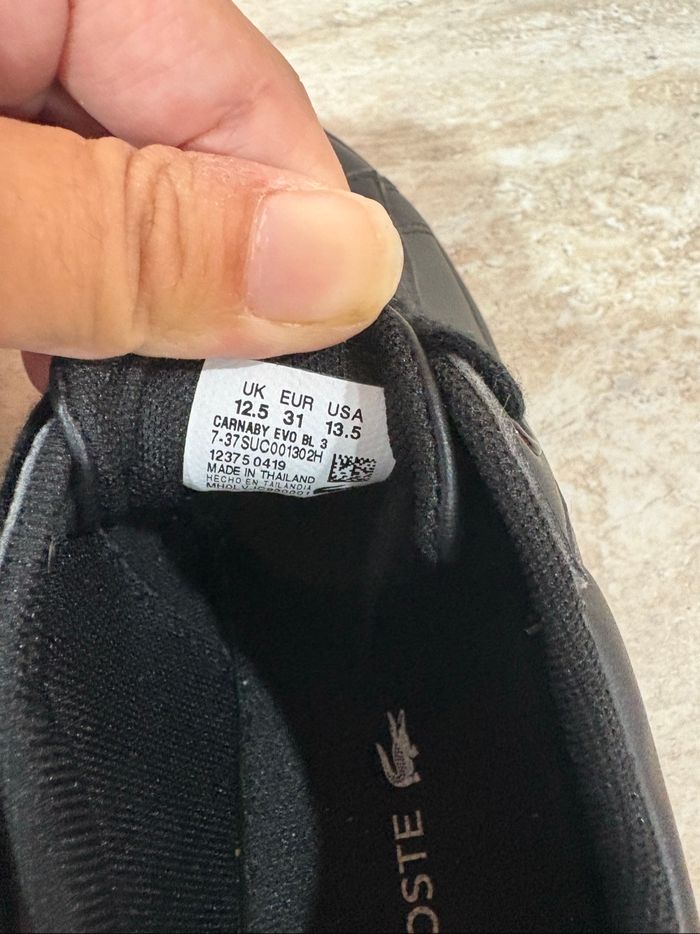 UK EUR USA
12.5 31 13.5
CARNABY EVO BL 3
7-37SUC001302H
12375 0419
MADE IN THAILAND
HECHO EN TAILANDIA
OSTE